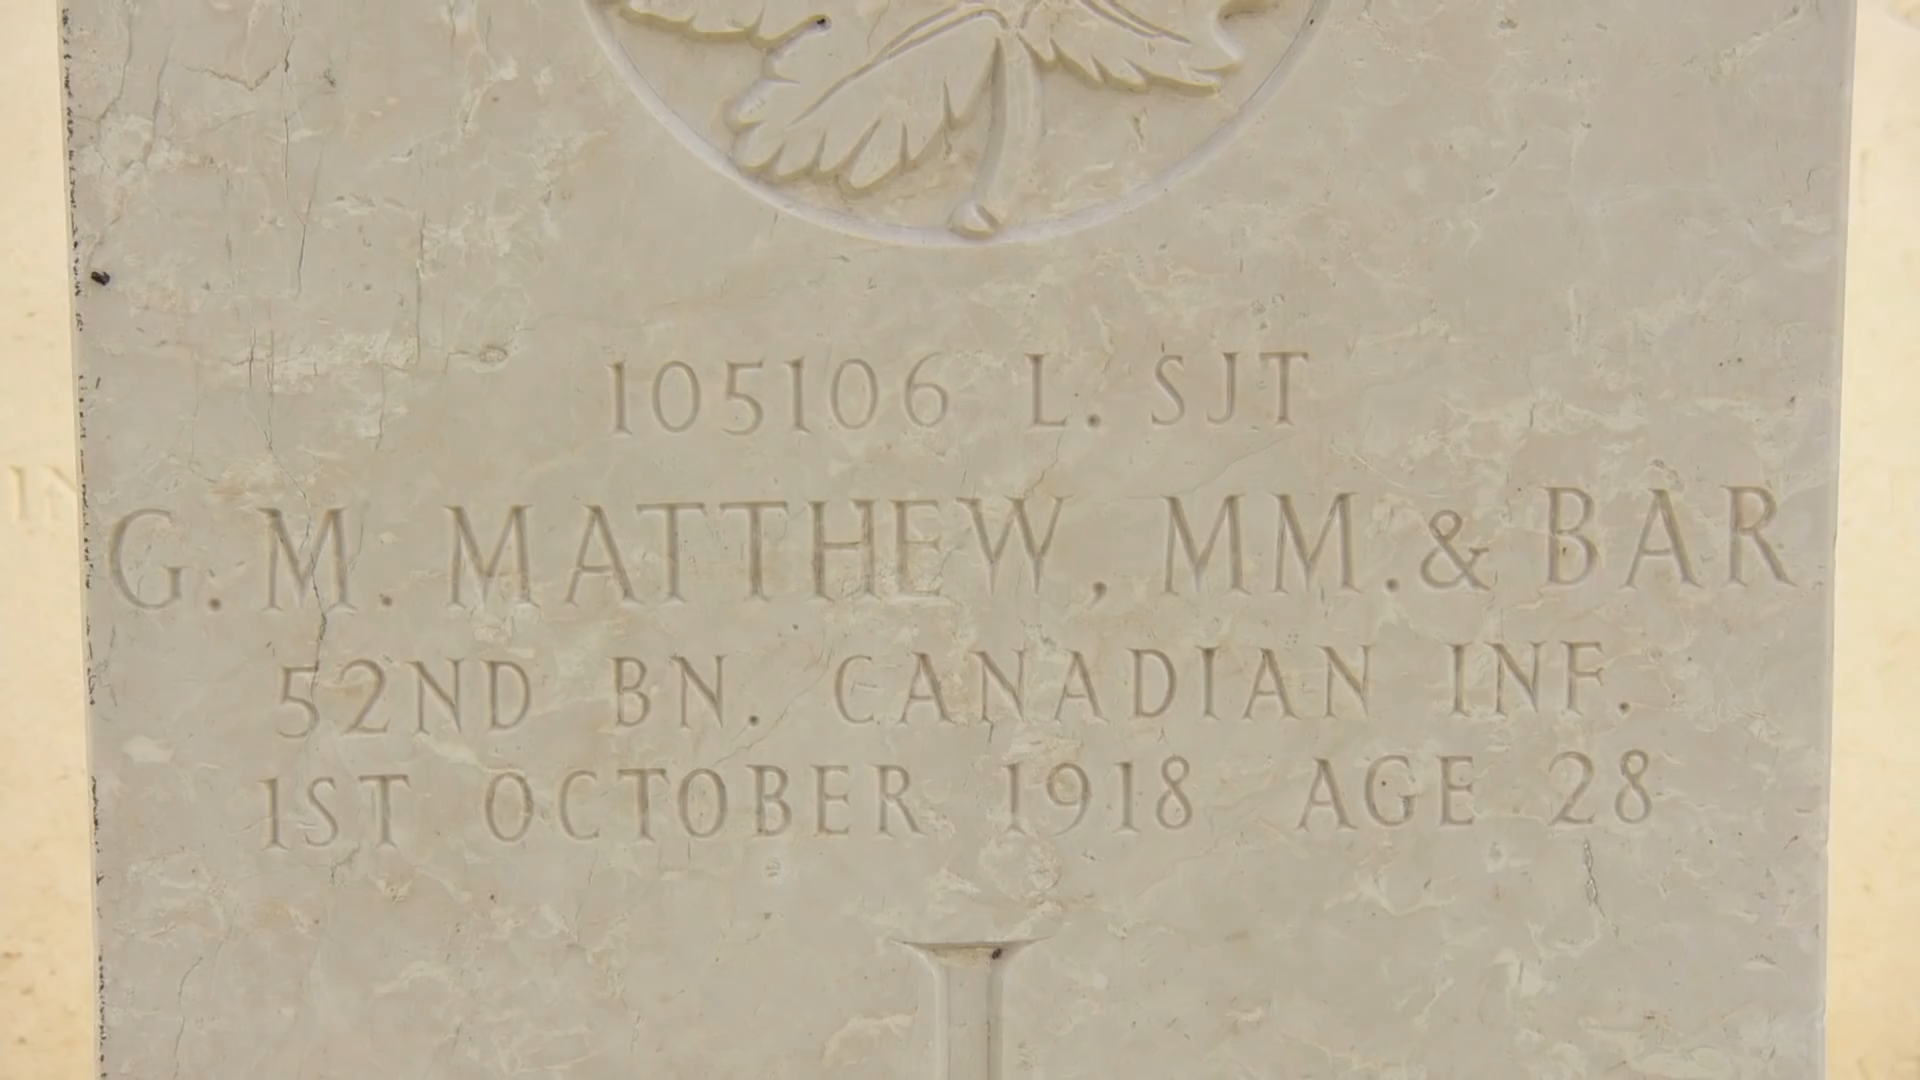 105106 L. SJT
G. M. MATTHEW, MM. & BAR
52ND BN. CANADIAN INF.
1ST OCTOBER 1918 AGE 28